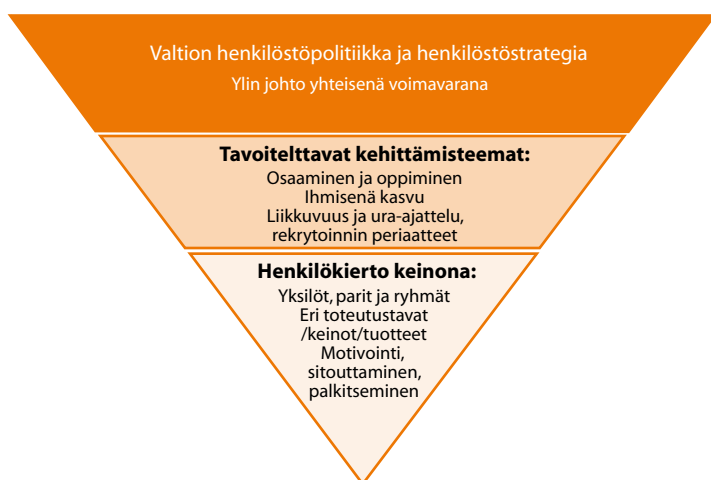 Valtion henkilöstöpolitiikka ja henkilöstöstrategia
Ylin johto yhteisenä voimavarana
Tavoitelttavat kehittämisteemat:
Osaaminen ja oppiminen
Ihmisenä kasvu
Liikkuvuus ja ura-ajattelu,
rekrytoinnin periaatteet
Henkilökierto keinona:
Yksilöt, parit ja ryhmät
Eri toteutustavat
/keinot/tuotteet
Motivointi,
sitouttaminen,
palkitseminen